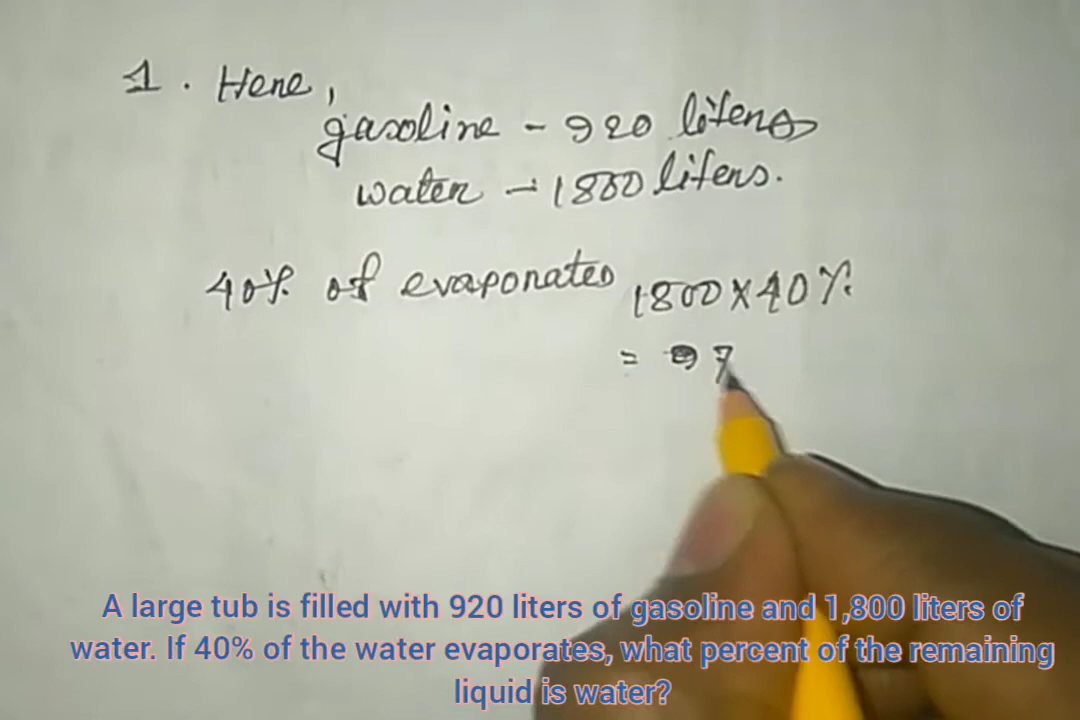 1. Here,
gasoline - 920 liters
water - 1800 liters.
40% of evaporates 1800 x 40%
= 7
A large tub is filled with 920 liters of gasoline and 1,800 liters of
water. If 40% of the water evaporates, what percent of the remaining
liquid is water?